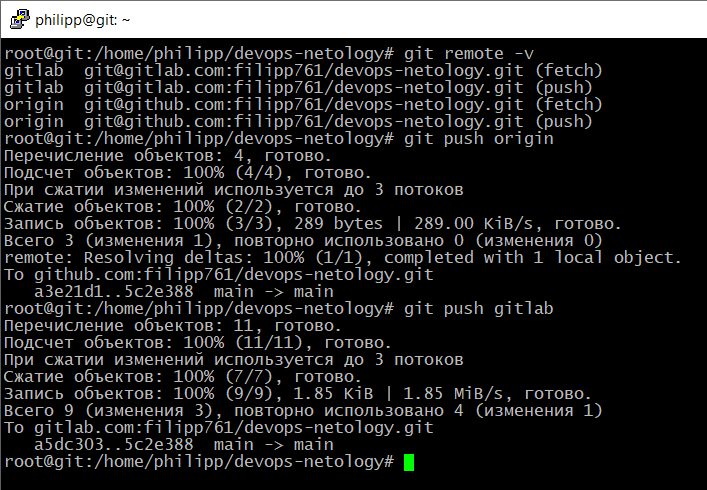 philipp@git: ~
root@git:/home/philipp/devops-netology# git remote -v
gitlab  git@gitlab.com:filipp761/devops-netology.git (fetch)
gitlab  git@gitlab.com:filipp761/devops-netology.git (push)
origin  git@github.com:filipp761/devops-netology.git (fetch)
origin  git@github.com:filipp761/devops-netology.git (push)
root@git:/home/philipp/devops-netology# git push origin
Перечисление объектов: 4, готово.
Подсчет объектов: 100% (4/4), готово.
При сжатии изменений используется до 3 потоков
Сжатие объектов: 100% (2/2), готово.
Запись объектов: 100% (3/3), 289 bytes | 289.00 KiB/s, готово.
Всего 3 (изменения 1), повторно использовано 0 (изменения 0)
remote: Resolving deltas: 100% (1/1), completed with 1 local object.
To github.com:filipp761/devops-netology.git
   a3e21d1..5c2e388  main -> main
root@git:/home/philipp/devops-netology# git push gitlab
Перечисление объектов: 11, готово.
Подсчет объектов: 100% (11/11), готово.
При сжатии изменений используется до 3 потоков
Сжатие объектов: 100% (7/7), готово.
Запись объектов: 100% (9/9), 1.85 KiB | 1.85 MiB/s, готово.
Всего 9 (изменения 3), повторно использовано 4 (изменения 1)
To gitlab.com:filipp761/devops-netology.git
   a5dc303..5c2e388  main -> main
root@git:/home/philipp/devops-netology#